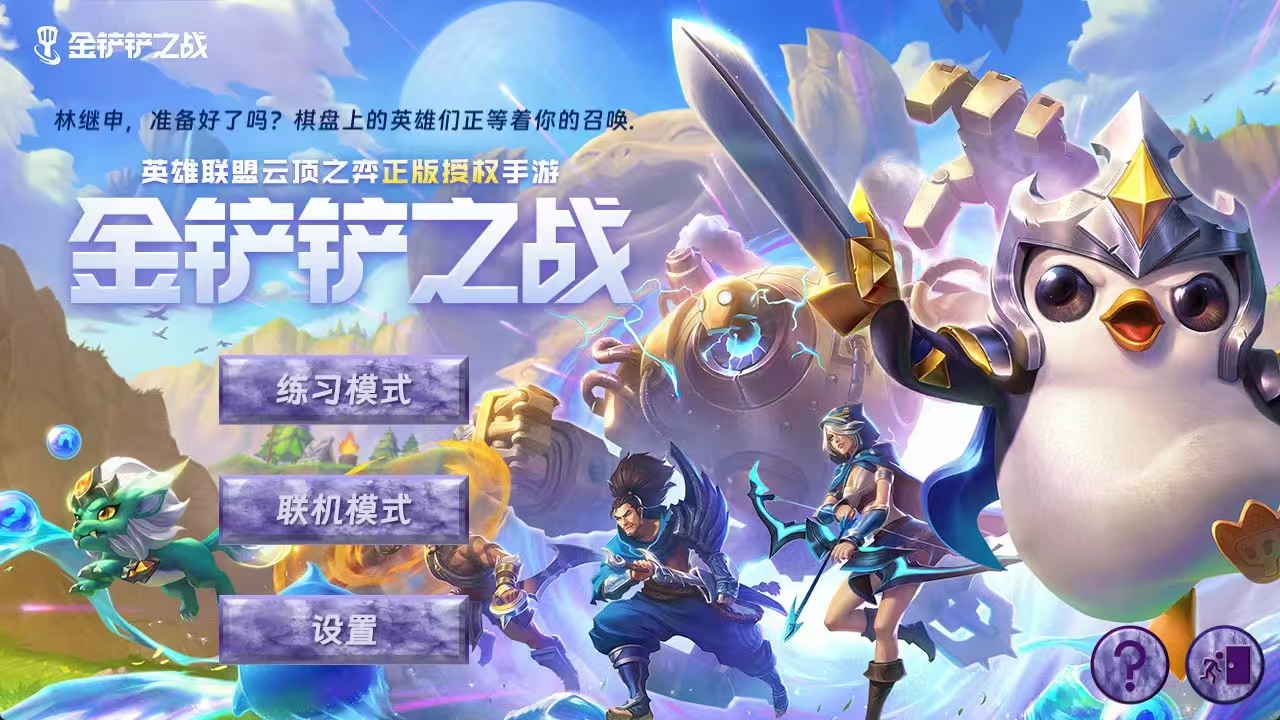 金铲铲之战
林继申，准备好了吗？棋盘上的英雄们正等着你的召唤.
英雄联盟云顶之弈正版授权手游
金铲铲之战
练习模式
联机模式
设置
?